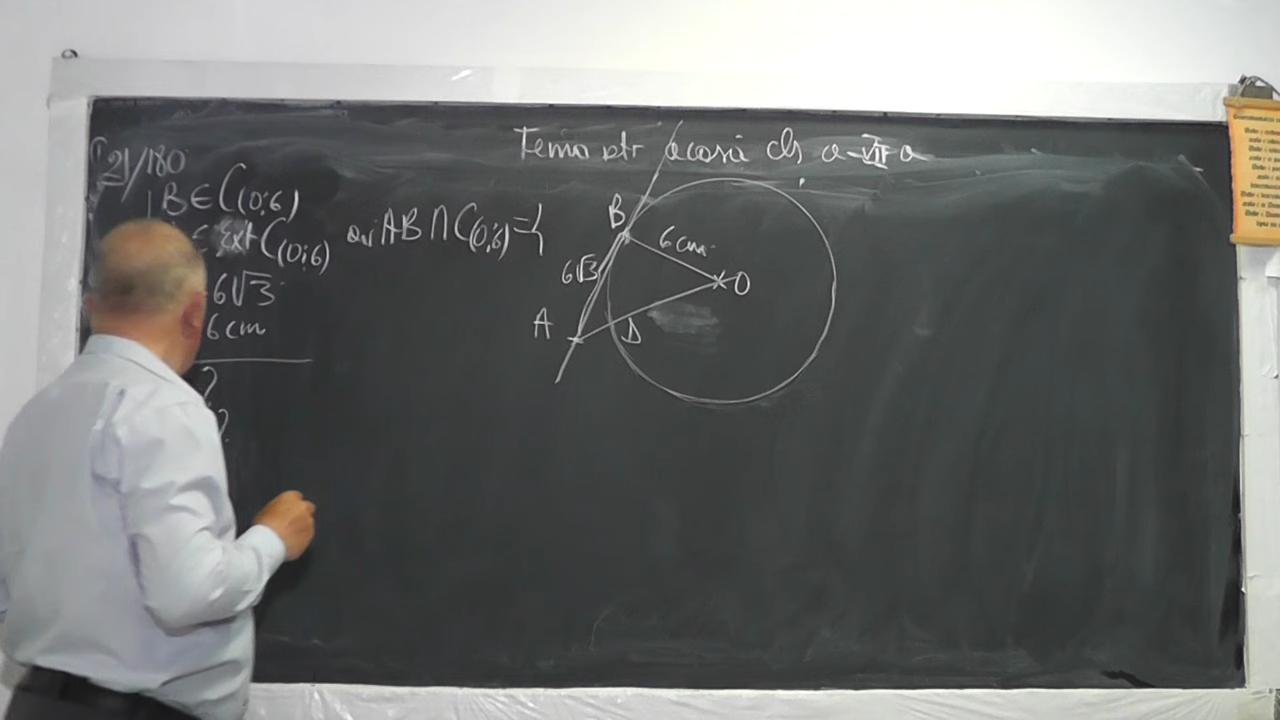 Temă ptr acasă cls a-VII-a
21/180
B ∈ C(O;6)
∈ Ext C(O;6) AB ∩ C(O;6) = {
6√3
6 cm
?
?
B
6 cm
6√3
O
A
D